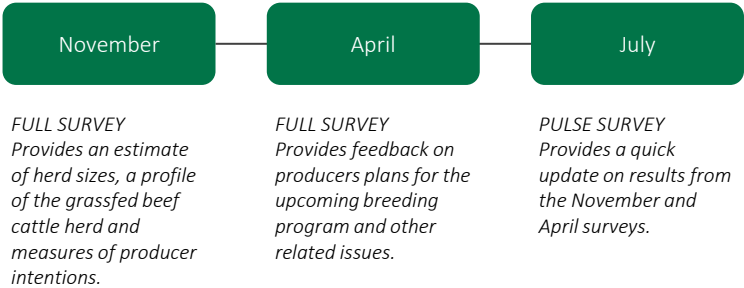 November
FULL SURVEY
Provides an estimate
of herd sizes, a profile
of the grassfed beef
cattle herd and
measures of producer
intentions.
April
FULL SURVEY
Provides feedback on
producers plans for the
upcoming breeding
program and other
related issues.
July
PULSE SURVEY
Provides a quick
update on results from
the November and
April surveys.